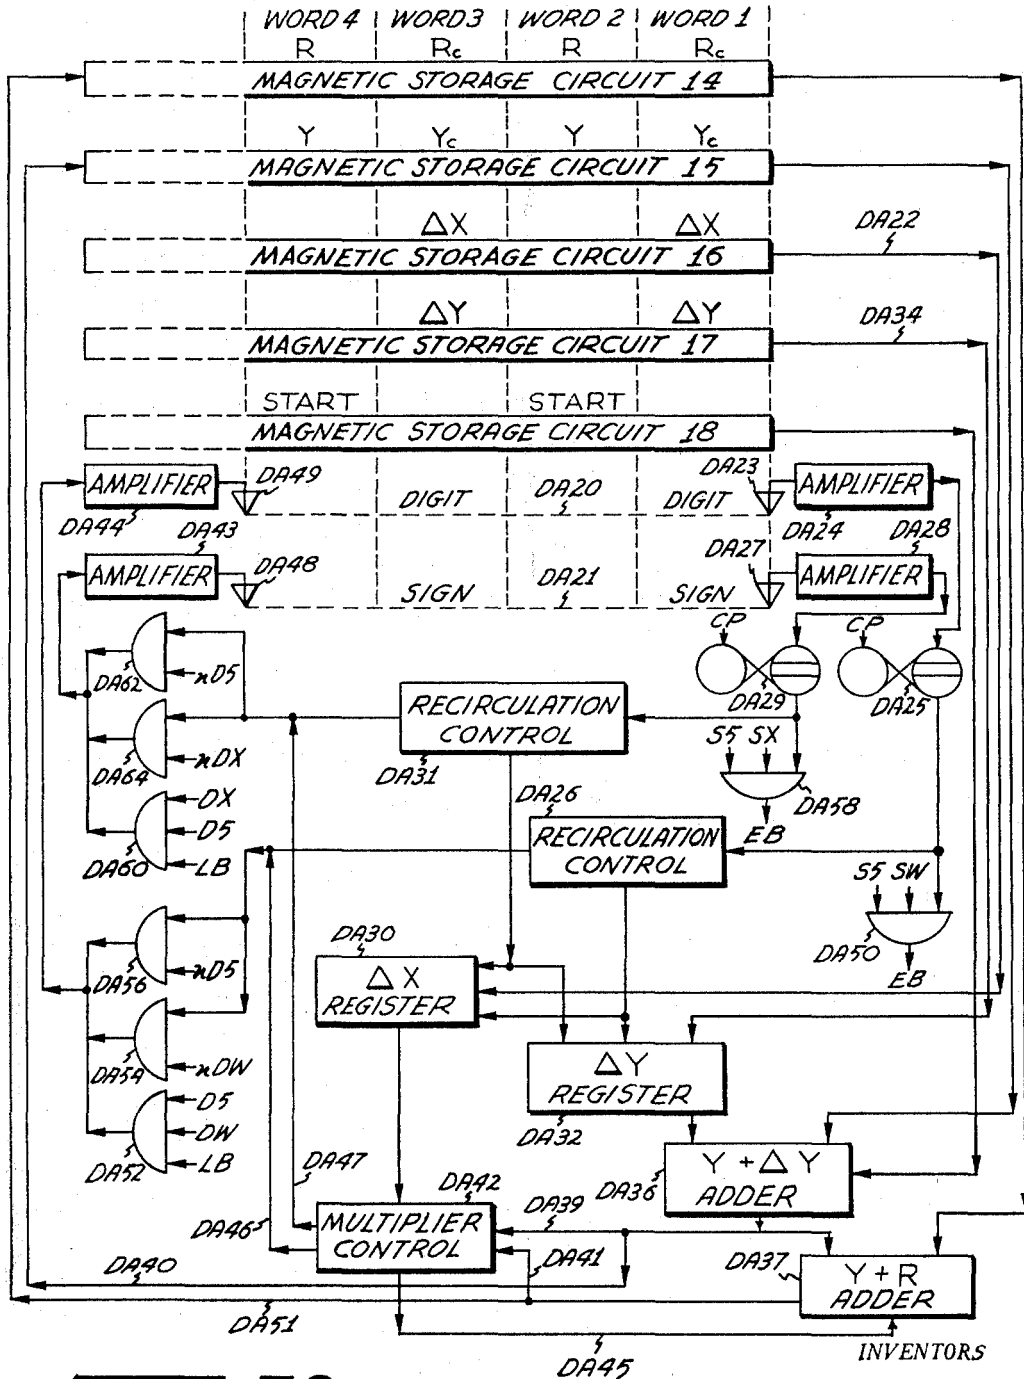 WORD 4 WORD 3 WORD 2 WORD 1
R Rc R Rc
MAGNETIC STORAGE CIRCUIT 14
Y Yc Y Yc
MAGNETIC STORAGE CIRCUIT 15
ΔX ΔX
DA22
MAGNETIC STORAGE CIRCUIT 16
ΔY ΔY
DA34
MAGNETIC STORAGE CIRCUIT 17
START START
MAGNETIC STORAGE CIRCUIT 18
AMPLIFIER DA49 DIGIT DA20 DIGIT DA23 AMPLIFIER
DA44 DA43 DA24 DA28
AMPLIFIER DA48 SIGN DA21 SIGN DA27 AMPLIFIER
CP CP
DA62 nD5
DA29 DA25
RECIRCULATION
CONTROL
DA31
S5 SX
DA64 nDX
DA58
EB
DX
D5
LB
DA60
DA26
RECIRCULATION
CONTROL
S5 SW
DA50
EB
DA56 nD5
DA30
ΔX
REGISTER
DA54 nDW
ΔY
REGISTER
DA32
D5
DW
LB
DA52
DA47
DA46
DA42
MULTIPLIER
CONTROL
DA39
DA36
Y + ΔY
ADDER
DA40
DA41
DA37
Y + R
ADDER
DA51
DA45
INVENTORS